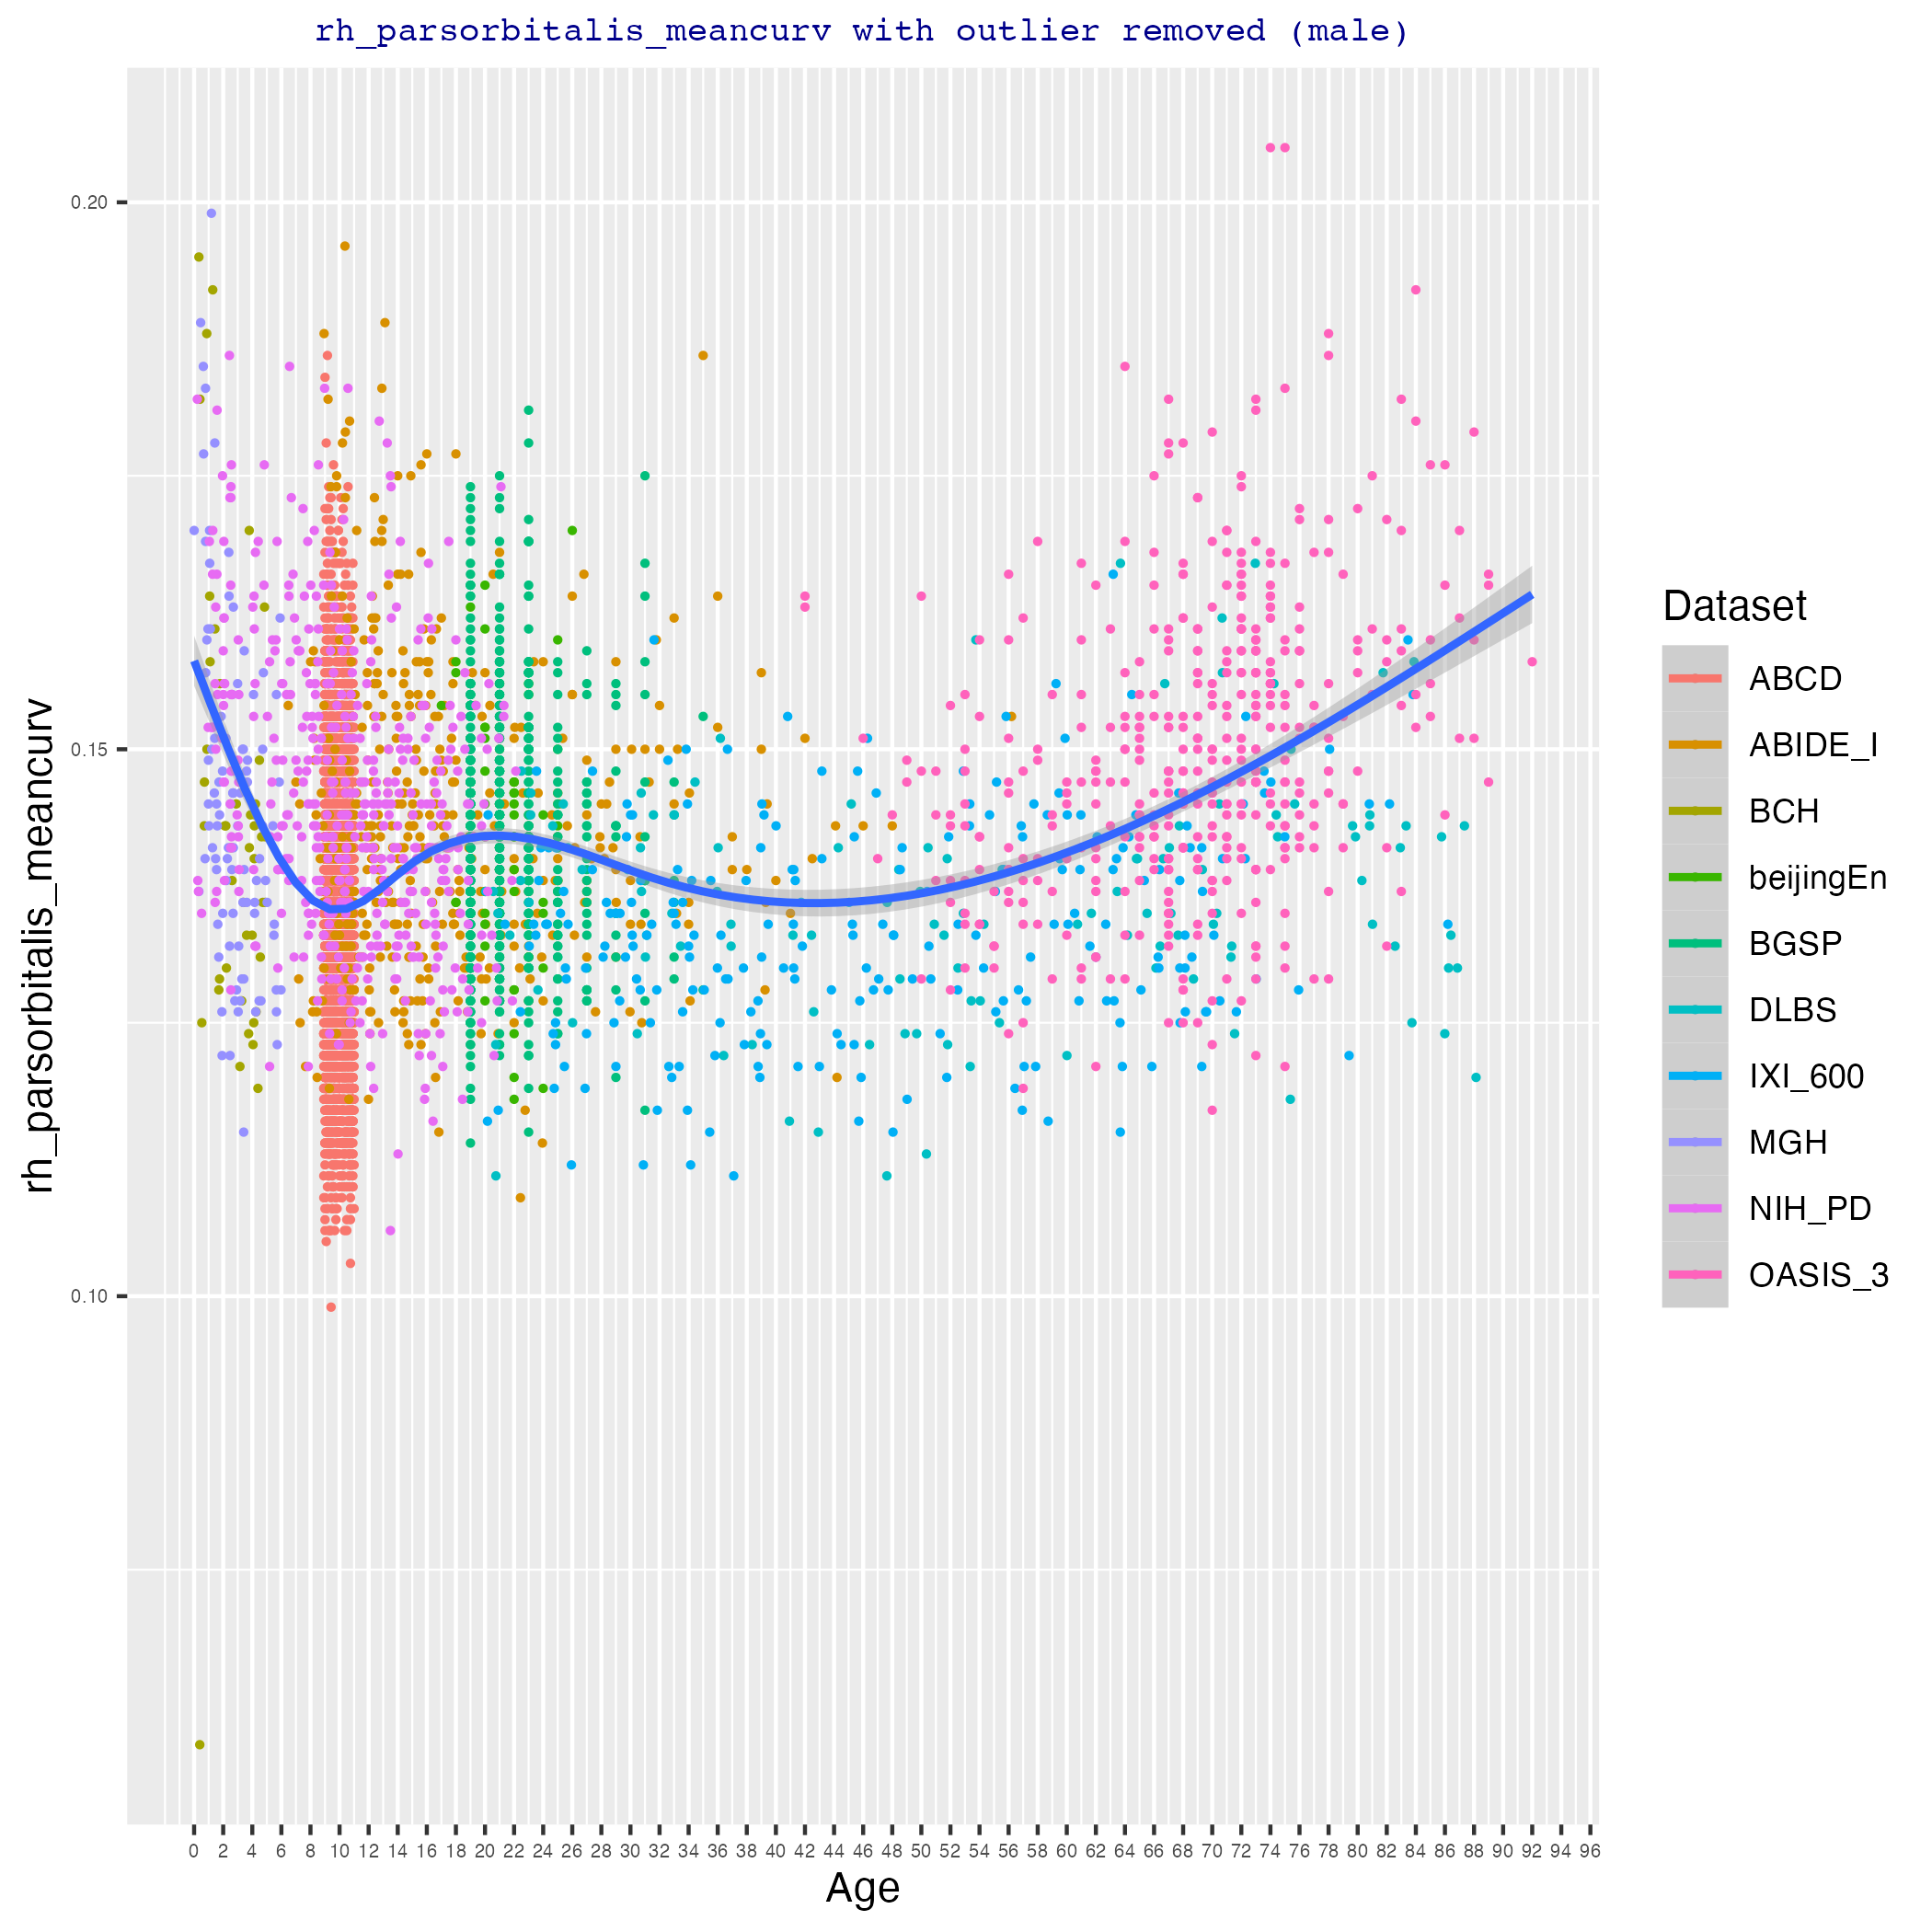 rh_parsorbitalis_meancurv with outlier removed (male)
rh_parsorbitalis_meancurv
0.20
0.15
0.10
0 2 4 6 8 10 12 14 16 18 20 22 24 26 28 30 32 34 36 38 40 42 44 46 48 50 52 54 56 58 60 62 64 66 68 70 72 74 76 78 80 82 84 86 88 90 92 94 96
Age
Dataset
ABCD
ABIDE_I
BCH
beijingEn
BGSP
DLBS
IXI_600
MGH
NIH_PD
OASIS_3